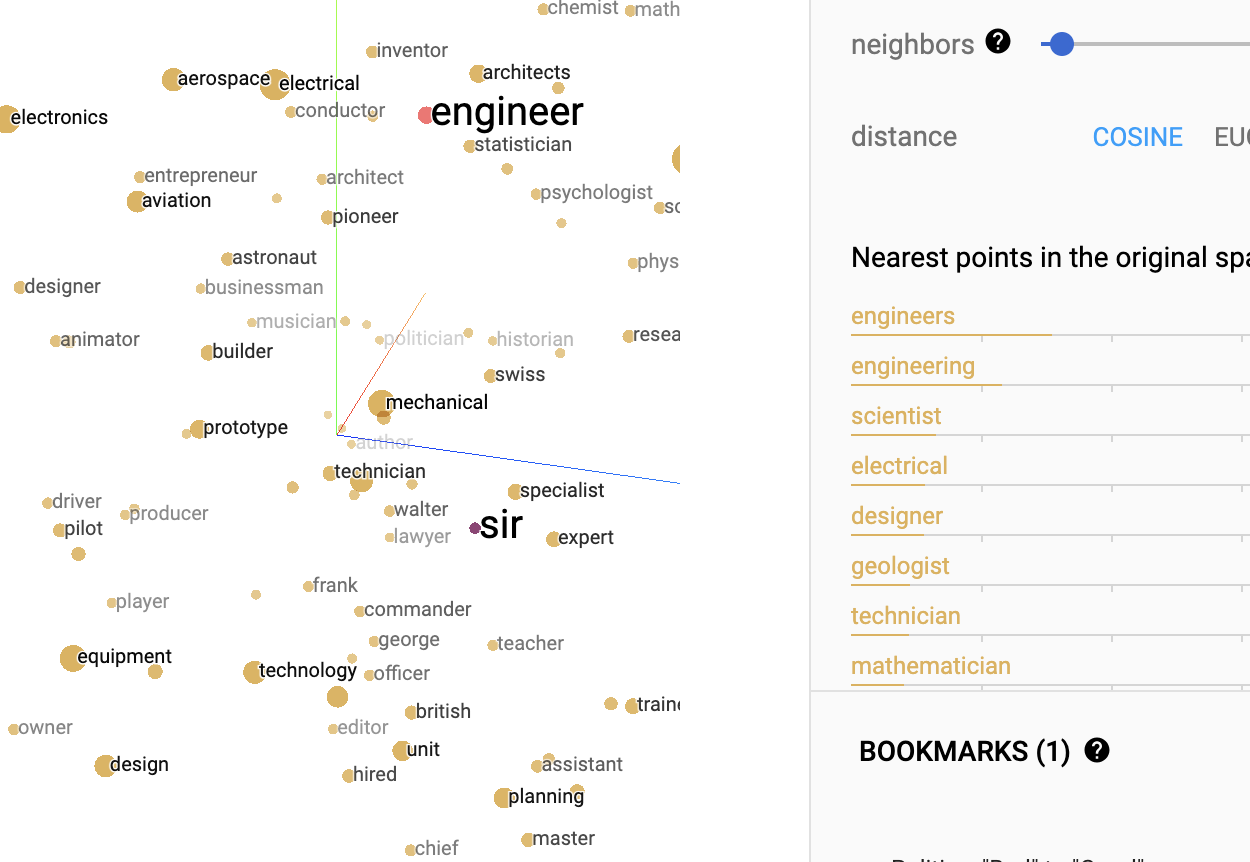 chemist
math
inventor
architects
aerospace
electrical
conductor
engineer
electronics
statistician
entrepreneur
architect
psychologist
aviation
pioneer
astronaut
phys
designer
businessman
musician
politician
historian
resea
animator
builder
swiss
mechanical
prototype
author
technician
specialist
driver
producer
walter
sir
pilot
lawyer
expert
frank
player
commander
george
teacher
equipment
technology
officer
traine
british
owner
editor
unit
design
hired
assistant
planning
master
chief
neighbors ?
distance COSINE EUC
Nearest points in the original spa
engineers
engineering
scientist
electrical
designer
geologist
technician
mathematician
BOOKMARKS (1) ?